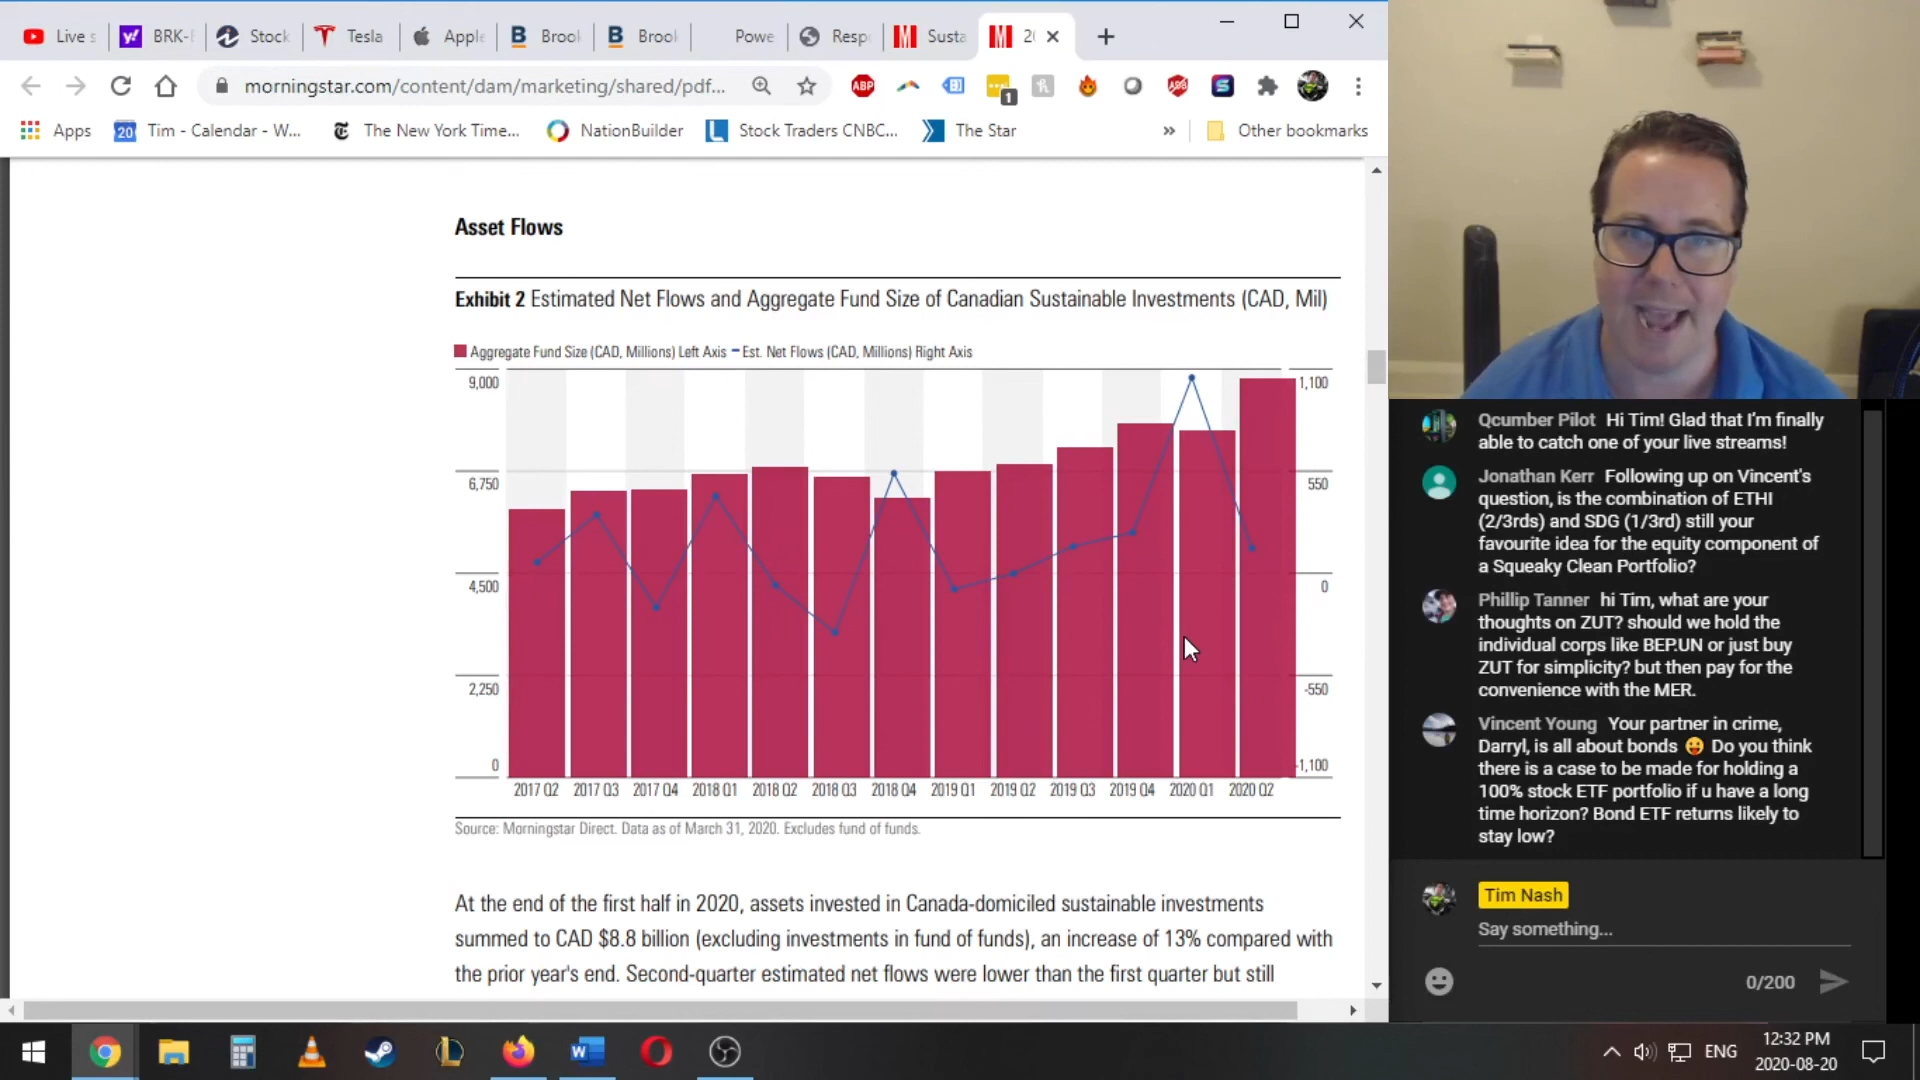 Live s
BRK-
Stock
Tesla
Apple
Brool
Brool
Powe
Resp
Susta
morningstar.com/content/dam/marketing/shared/pdf...
ABP
1
Apps
20
Tim - Calendar - W...
The New York Time...
NationBuilder
Stock Traders CNBC...
The Star
Other bookmarks
Asset Flows
Exhibit 2 Estimated Net Flows and Aggregate Fund Size of Canadian Sustainable Investments (CAD, Mil)
Aggregate Fund Size (CAD, Millions) Left Axis Est. Net Flows (CAD, Millions) Right Axis
9,000
1,100
6,750
550
4,500
0
2,250
-550
0
-1,100
2017 Q2 2017 Q3 2017 Q4 2018 Q1 2018 Q2 2018 Q3 2018 Q4 2019 Q1 2019 Q2 2019 Q3 2019 Q4 2020 Q1 2020 Q2
Source: Morningstar Direct. Data as of March 31, 2020. Excludes fund of funds.
At the end of the first half in 2020, assets invested in Canada-domiciled sustainable investments
summed to CAD $8.8 billion (excluding investments in fund of funds), an increase of 13% compared with
the prior year's end. Second-quarter estimated net flows were lower than the first quarter but still
Qcumber Pilot Hi Tim! Glad that I'm finally
able to catch one of your live streams!
Jonathan Kerr Following up on Vincent's
question, is the combination of ETHI
(2/3rds) and SDG (1/3rd) still your
favourite idea for the equity component of
a Squeaky Clean Portfolio?
Phillip Tanner hi Tim, what are your
thoughts on ZUT? should we hold the
individual corps like BEP.UN or just buy
ZUT for simplicity? but then pay for the
convenience with the MER.
Vincent Young Your partner in crime,
Darryl, is all about bonds 😛 Do you think
there is a case to be made for holding a
100% stock ETF portfolio if u have a long
time horizon? Bond ETF returns likely to
stay low?
Tim Nash
Say something...
0/200
ENG
12:32 PM
2020-08-20